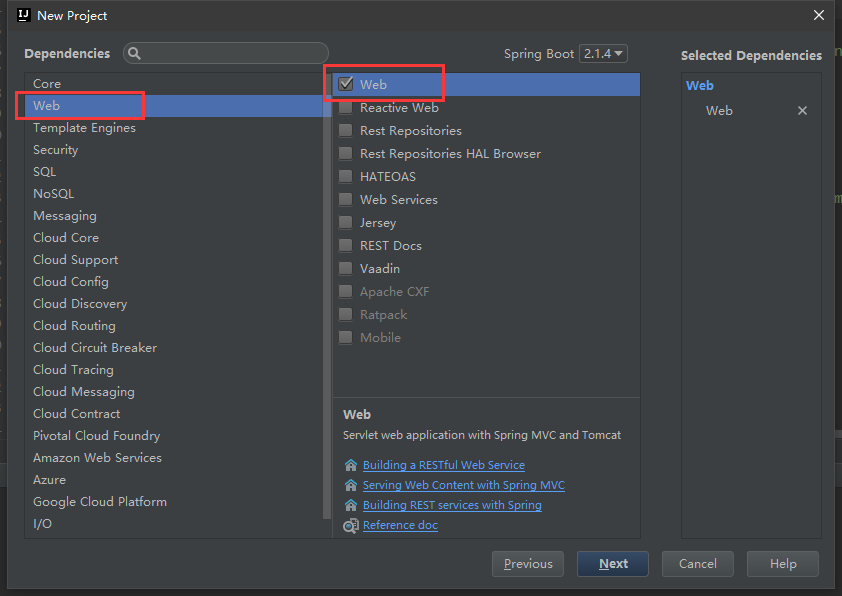 New Project
Dependencies
Spring Boot 2.1.4
Selected Dependencies
Core
Web
Template Engines
Security
SQL
NoSQL
Messaging
Cloud Core
Cloud Support
Cloud Config
Cloud Discovery
Cloud Routing
Cloud Circuit Breaker
Cloud Tracing
Cloud Messaging
Cloud Contract
Pivotal Cloud Foundry
Amazon Web Services
Azure
Google Cloud Platform
I/O
Web
Reactive Web
Rest Repositories
Rest Repositories HAL Browser
HATEOAS
Web Services
Jersey
REST Docs
Vaadin
Apache CXF
Ratpack
Mobile
Web
Servlet web application with Spring MVC and Tomcat
Building a RESTful Web Service
Serving Web Content with Spring MVC
Building REST services with Spring
Reference doc
Web
Web
Previous
Next
Cancel
Help